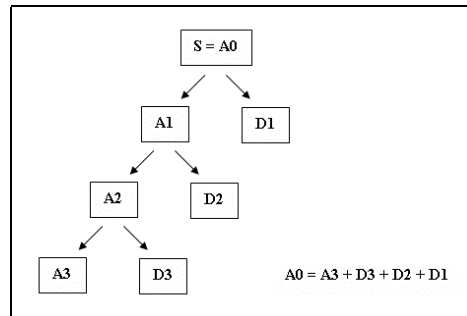 S = A0
A1
D1
A2
D2
A3
D3
A0 = A3 + D3 + D2 + D1